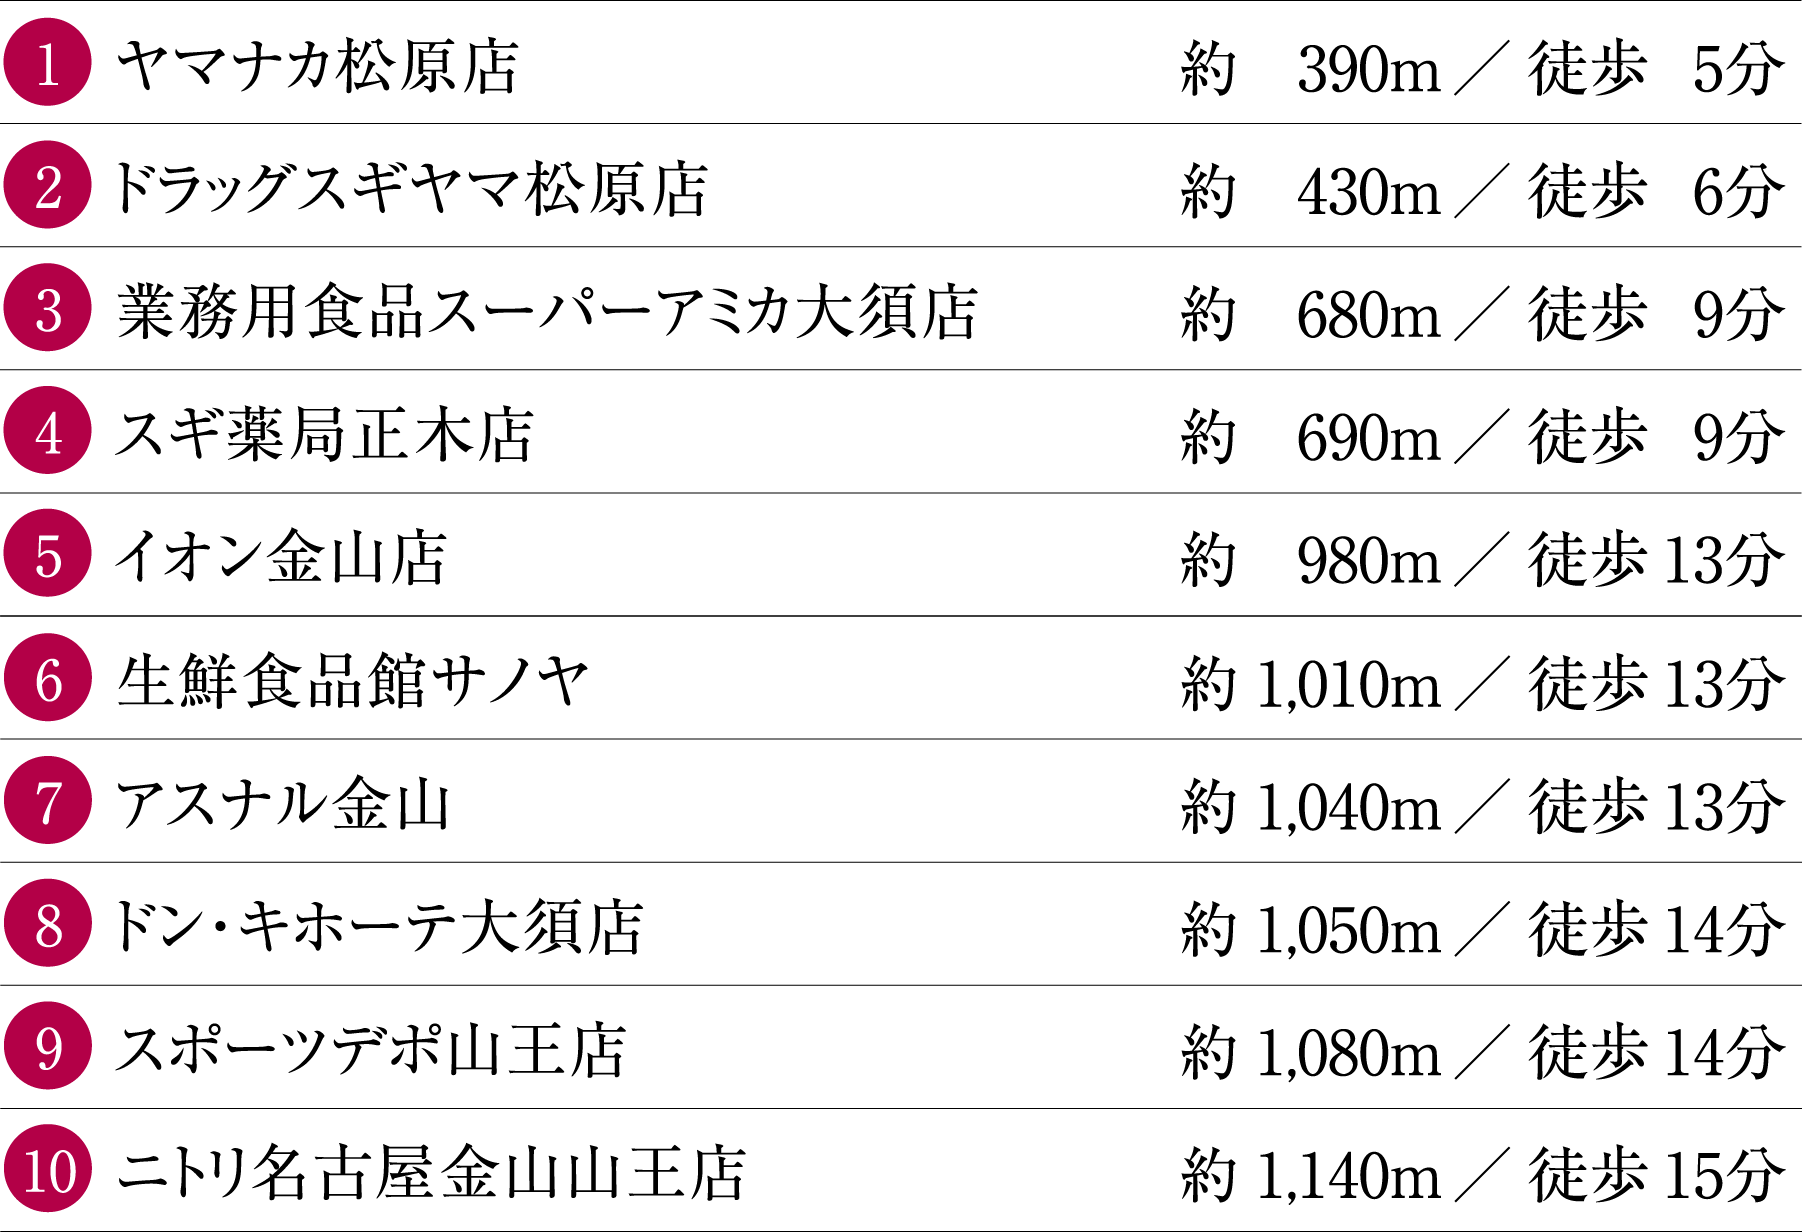 1 ヤマナカ松原店 約 390m／徒歩 5分
2 ドラッグスギヤマ松原店 約 430m／徒歩 6分
3 業務用食品スーパーアミカ大須店 約 680m／徒歩 9分
4 スギ薬局正木店 約 690m／徒歩 9分
5 イオン金山店 約 980m／徒歩 13分
6 生鮮食品館サノヤ 約 1,010m／徒歩 13分
7 アスナル金山 約 1,040m／徒歩 13分
8 ドン・キホーテ大須店 約 1,050m／徒歩 14分
9 スポーツデポ山王店 約 1,080m／徒歩 14分
10 ニトリ名古屋金山山王店 約 1,140m／徒歩 15分